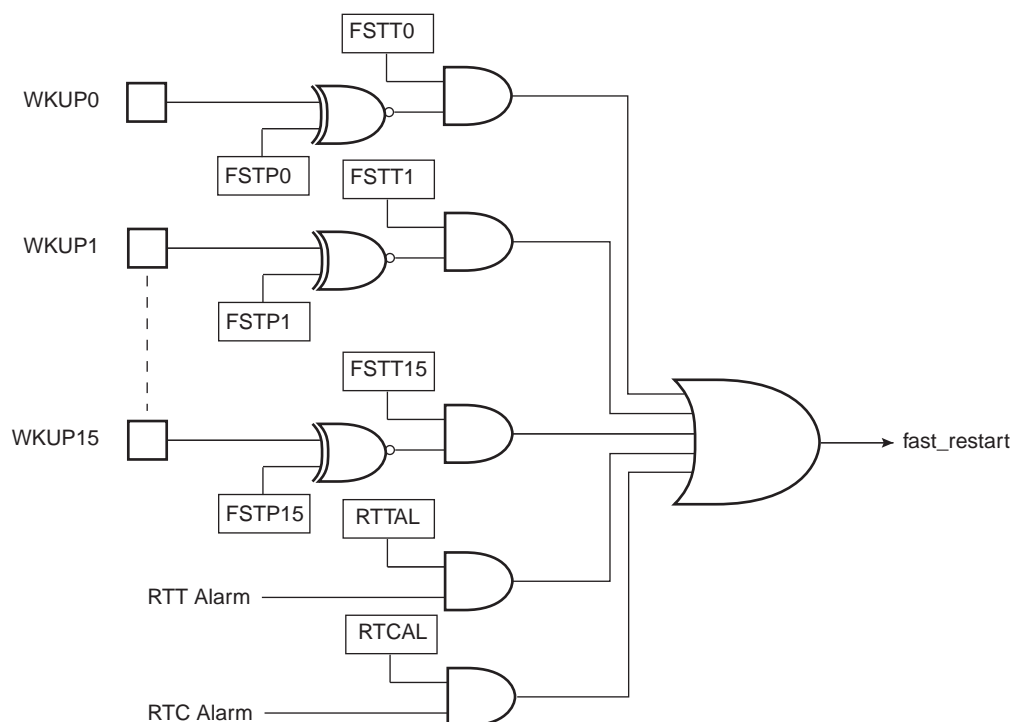 FSTT0
WKUP0
FSTP0
FSTT1
WKUP1
FSTP1
FSTT15
WKUP15
fast_restart
FSTP15
RTTAL
RTT Alarm
RTCAL
RTC Alarm